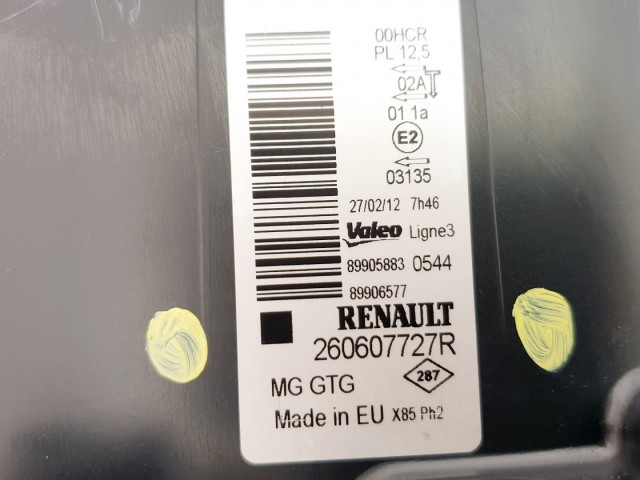 00HCR
PL 12,5
02A
01 1a
E2
03135
27/02/12 7h46
Valeo Ligne3
89905883 0544
89906577
RENAULT
260607727R
MG GTG 287
Made in EU X85 Ph2